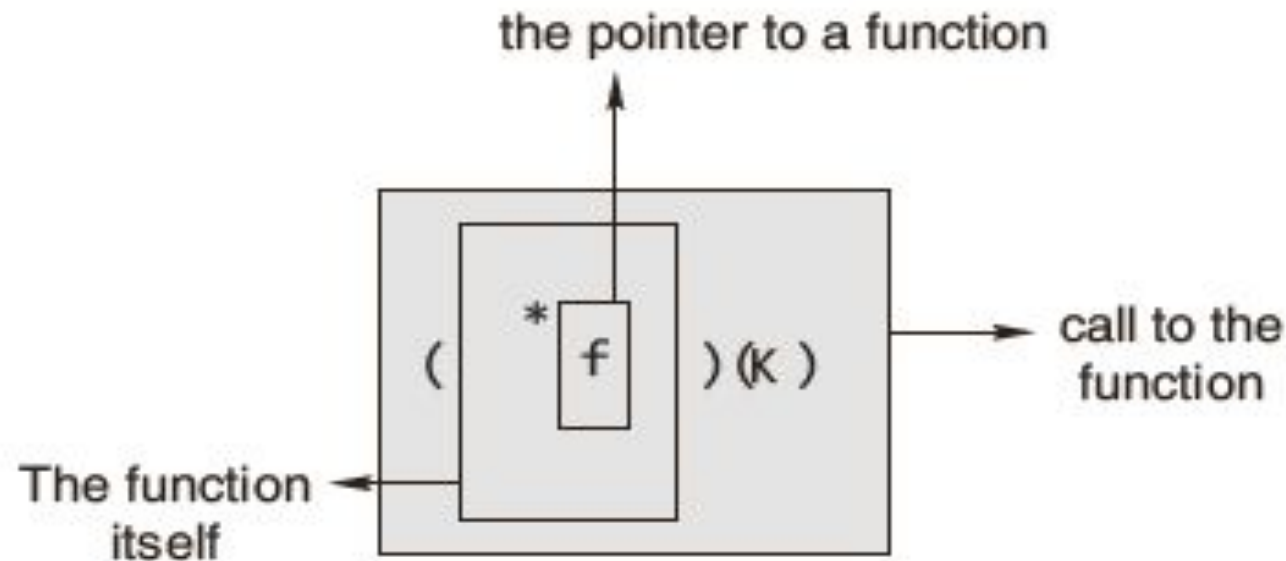 the pointer to a function
*
f
( )(K )
call to the
function
The function
itself